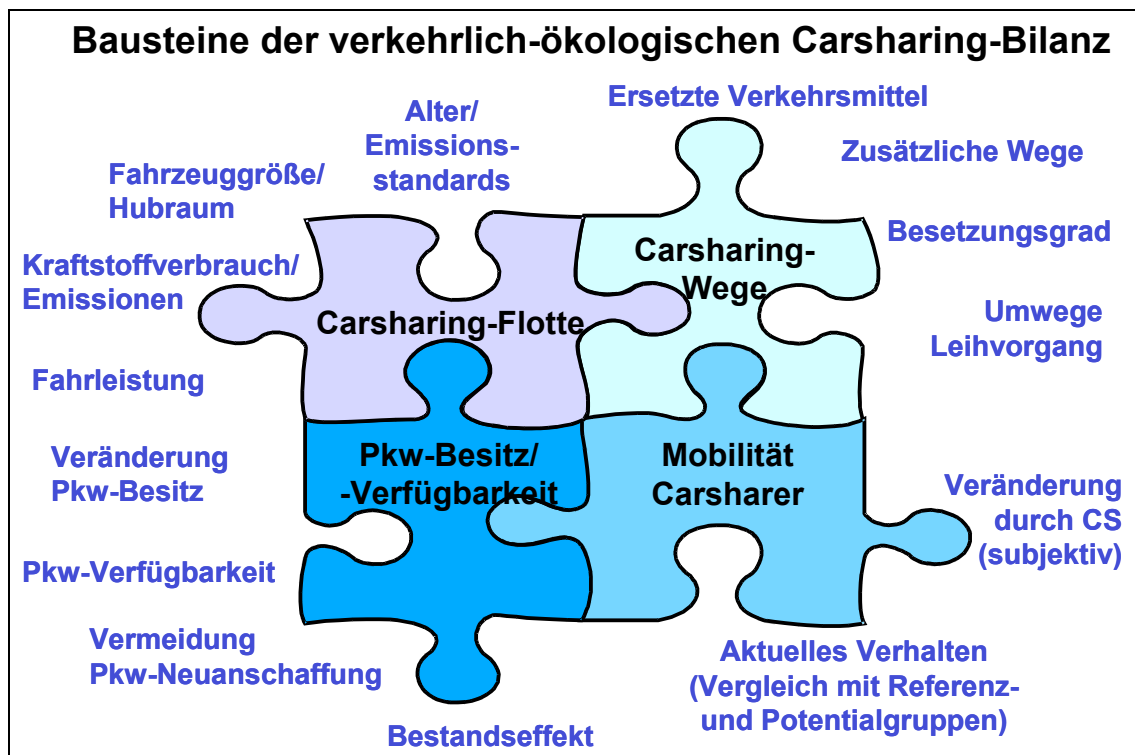 Bausteine der verkehrlich-ökologischen Carsharing-Bilanz
Alter/
Emissions-
standards
Fahrzeuggröße/
Hubraum
Kraftstoffverbrauch/
Emissionen
Fahrleistung
Carsharing-Flotte
Ersetzte Verkehrsmittel
Zusätzliche Wege
Besetzungsgrad
Umwege
Leihvorgang
Carsharing-
Wege
Veränderung
Pkw-Besitz
Pkw-Verfügbarkeit
Vermeidung
Pkw-Neuanschaffung
Bestandseffekt
Pkw-Besitz/
-Verfügbarkeit
Mobilität
Carsharer
Veränderung
durch CS
(subjektiv)
Aktuelles Verhalten
(Vergleich mit Referenz-
und Potentialgruppen)